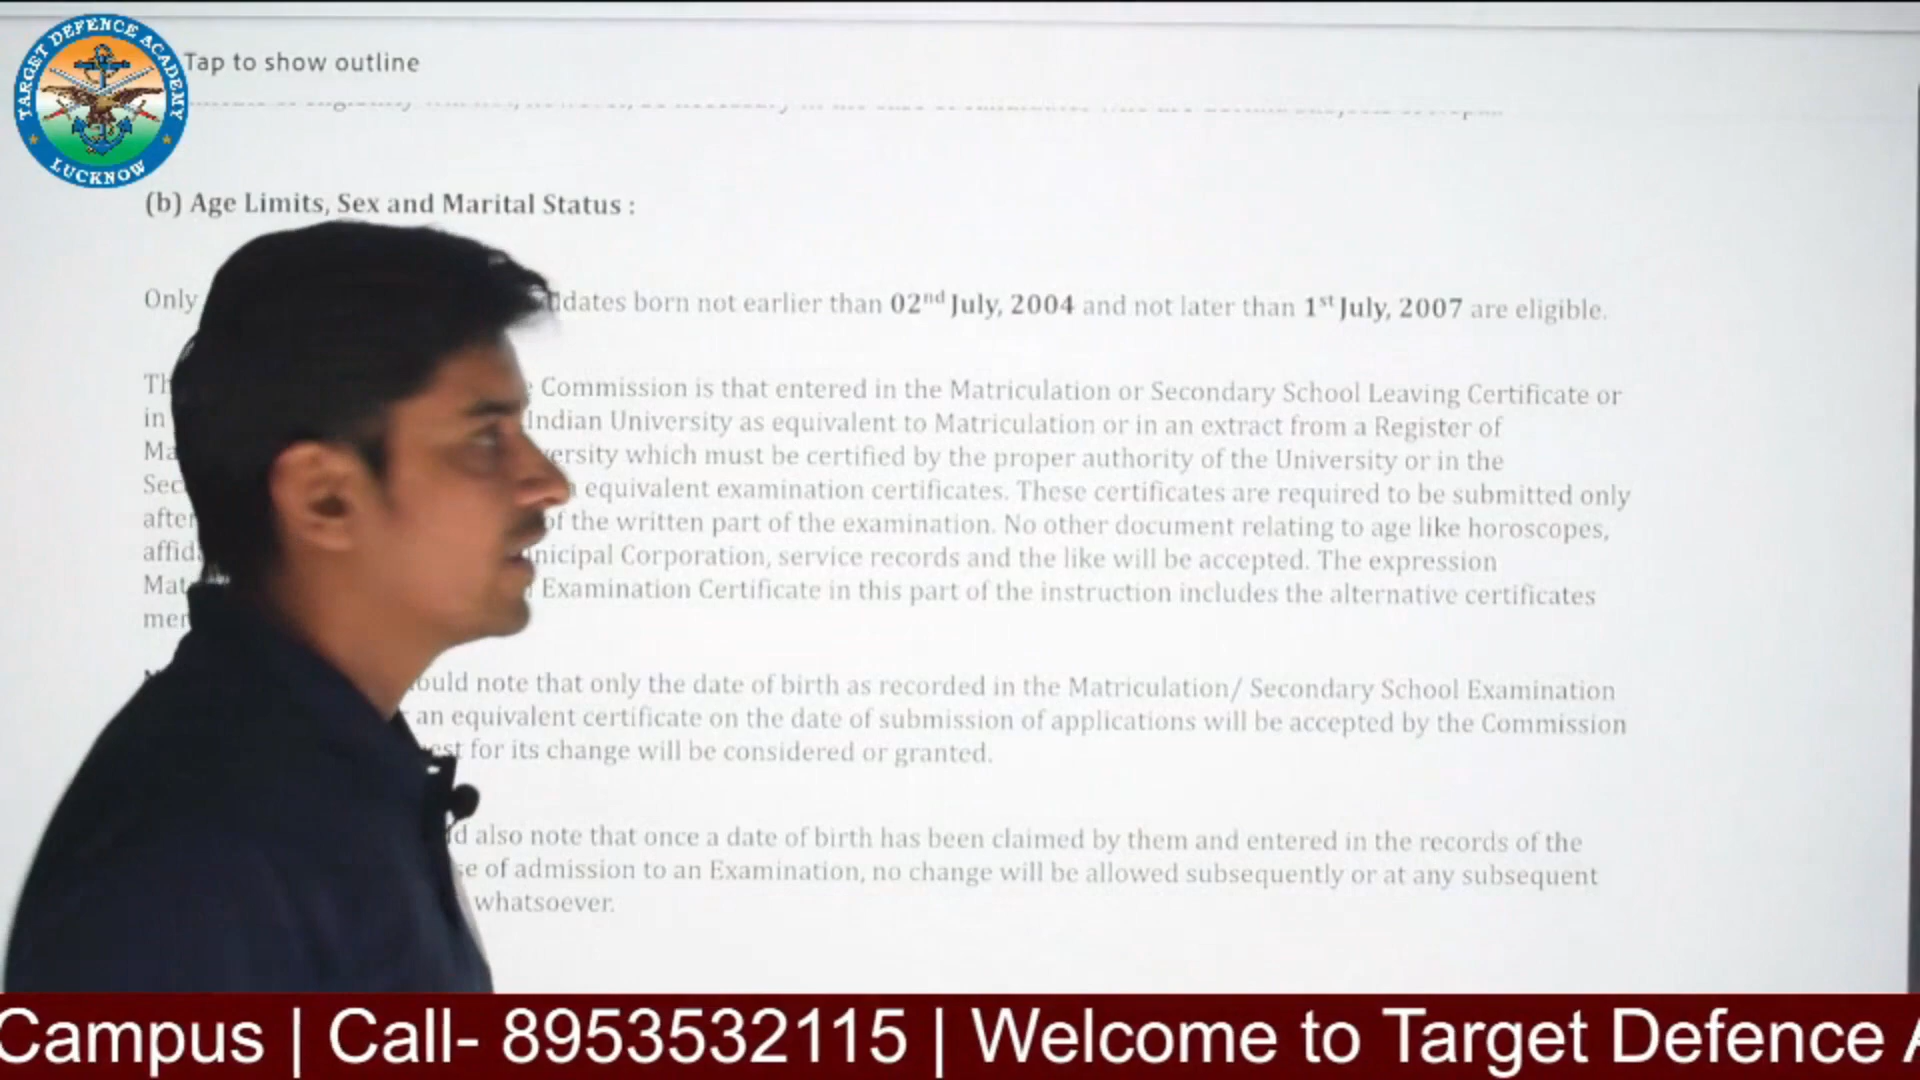 TARGET DEFENCE ACADEMY
LUCKNOW
Tap to show outline
(b) Age Limits, Sex and Marital Status :
Only dates born not earlier than 02nd July, 2004 and not later than 1st July, 2007 are eligible.
Commission is that entered in the Matriculation or Secondary School Leaving Certificate or
in Indian University as equivalent to Matriculation or in an extract from a Register of
ersity which must be certified by the proper authority of the University or in the
equivalent examination certificates. These certificates are required to be submitted only
after of the written part of the examination. No other document relating to age like horoscopes,
affid nicipal Corporation, service records and the like will be accepted. The expression
Mat Examination Certificate in this part of the instruction includes the alternative certificates
ould note that only the date of birth as recorded in the Matriculation/ Secondary School Examination
an equivalent certificate on the date of submission of applications will be accepted by the Commission
est for its change will be considered or granted.
d also note that once a date of birth has been claimed by them and entered in the records of the
se of admission to an Examination, no change will be allowed subsequently or at any subsequent
whatsoever.
Campus | Call- 8953532115 | Welcome to Target Defence A